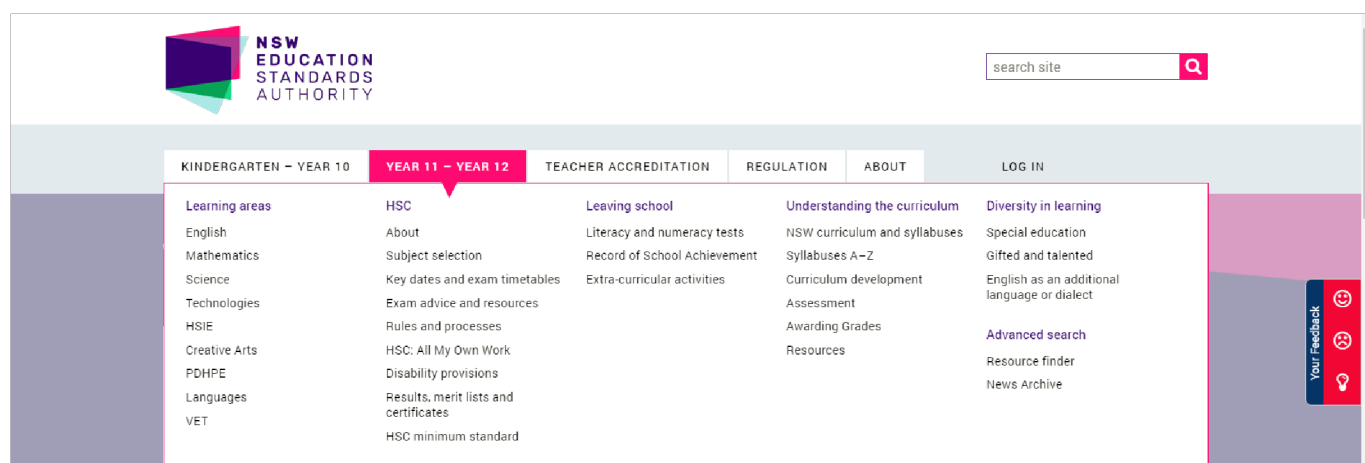 NSW
EDUCATION
STANDARDS
AUTHORITY
search site
KINDERGARTEN – YEAR 10
YEAR 11 – YEAR 12
TEACHER ACCREDITATION
REGULATION
ABOUT
LOG IN
Learning areas
English
Mathematics
Science
Technologies
HSIE
Creative Arts
PDHPE
Languages
VET
HSC
About
Subject selection
Key dates and exam timetables
Exam advice and resources
Rules and processes
HSC: All My Own Work
Disability provisions
Results, merit lists and
certificates
HSC minimum standard
Leaving school
Literacy and numeracy tests
Record of School Achievement
Extra-curricular activities
Understanding the curriculum
NSW curriculum and syllabuses
Syllabuses A–Z
Curriculum development
Assessment
Awarding Grades
Resources
Diversity in learning
Special education
Gifted and talented
English as an additional
language or dialect
Advanced search
Resource finder
News Archive
Your Feedback